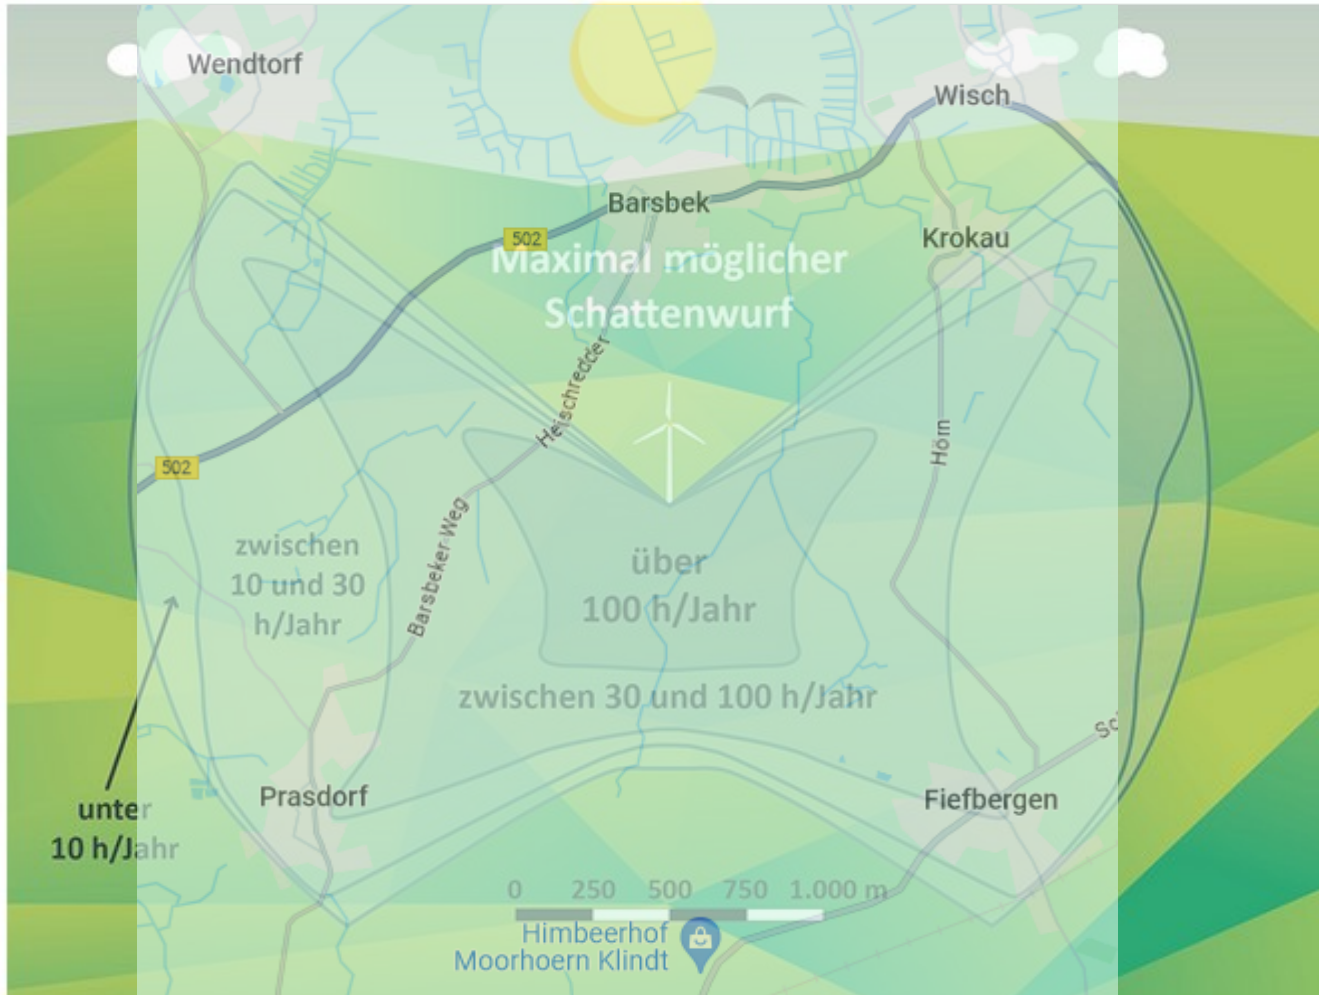 Wendtorf
Wisch
Barsbek
502
Krokau
Maximal möglicher
Schattenwurf
Heischredder
Hörn
502
Barsbeker Weg
zwischen
10 und 30
h/Jahr
über
100 h/Jahr
zwischen 30 und 100 h/Jahr
Prasdorf
Fiefbergen
unter
10 h/Jahr
0 250 500 750 1.000 m
Himbeerhof
Moorhoern Klindt